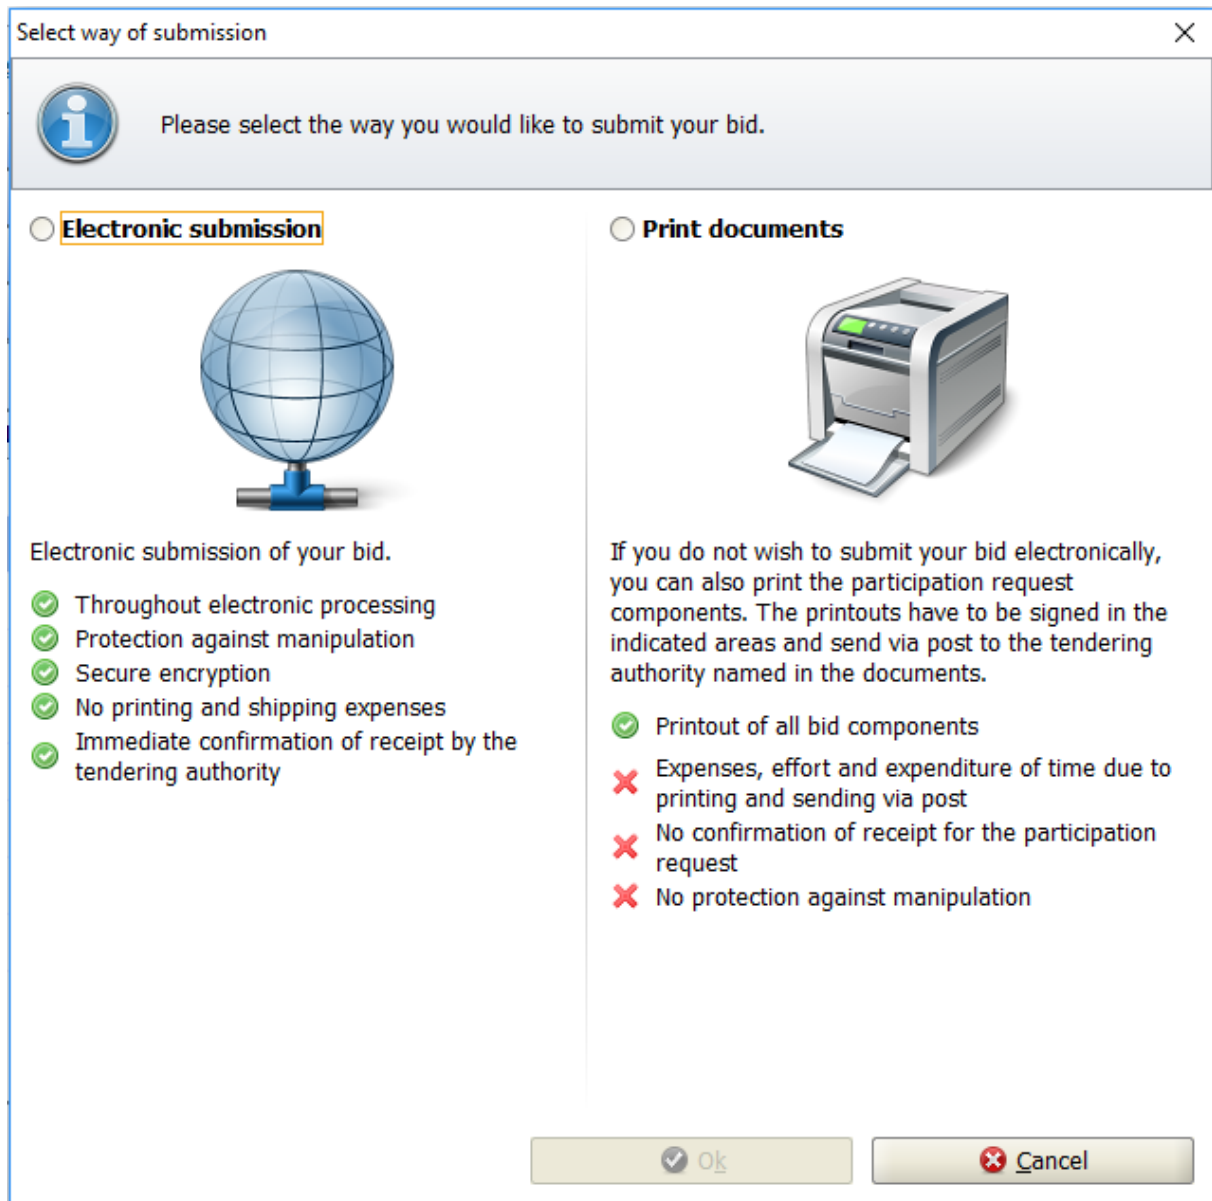 Select way of submission
Please select the way you would like to submit your bid.
Electronic submission
Electronic submission of your bid.
Throughout electronic processing
Protection against manipulation
Secure encryption
No printing and shipping expenses
Immediate confirmation of receipt by the
tendering authority
Print documents
If you do not wish to submit your bid electronically,
you can also print the participation request
components. The printouts have to be signed in the
indicated areas and send via post to the tendering
authority named in the documents.
Printout of all bid components
Expenses, effort and expenditure of time due to
printing and sending via post
No confirmation of receipt for the participation
request
No protection against manipulation
Ok
Cancel